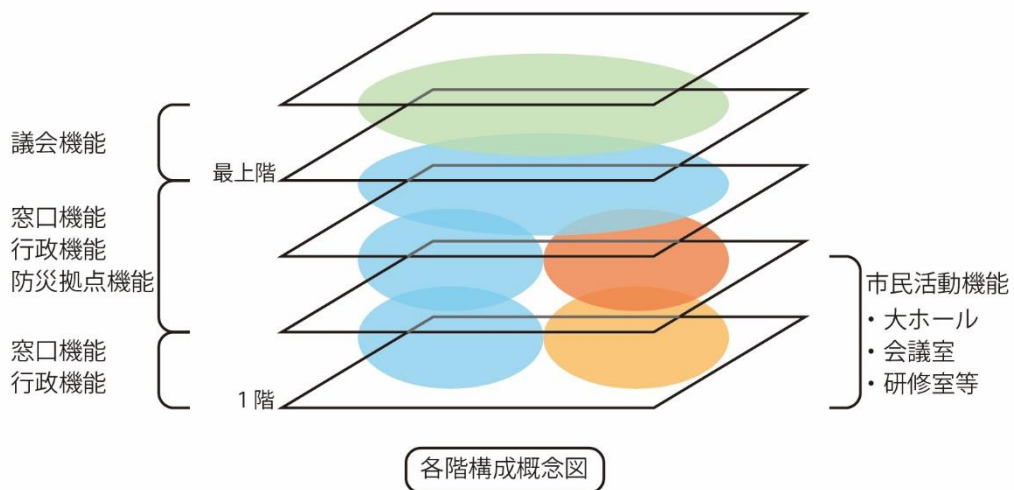 議会機能
最上階
窓口機能
行政機能
防災拠点機能
窓口機能
行政機能
1階
市民活動機能
・大ホール
・会議室
・研修室等
各階構成概念図